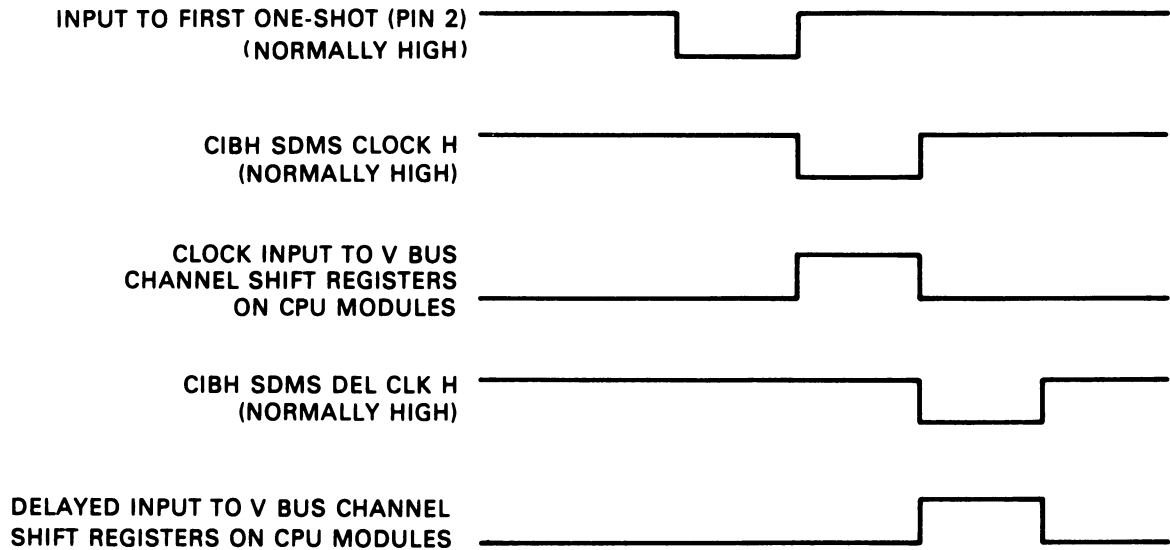 INPUT TO FIRST ONE-SHOT (PIN 2)
(NORMALLY HIGH)
CIBH SDMS CLOCK H
(NORMALLY HIGH)
CLOCK INPUT TO V BUS
CHANNEL SHIFT REGISTERS
ON CPU MODULES
CIBH SDMS DEL CLK H
(NORMALLY HIGH)
DELAYED INPUT TO V BUS CHANNEL
SHIFT REGISTERS ON CPU MODULES